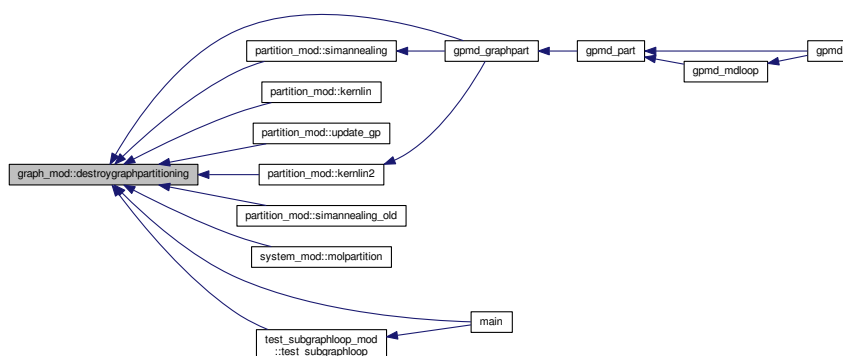 partition_mod::simannealing
gpmd_graphpart
gpmd_part
gpmd
gpmd_mdloop
partition_mod::kernlin
partition_mod::update_gp
graph_mod::destroygraphpartitioning
partition_mod::kernlin2
partition_mod::simannealing_old
system_mod::molpartition
main
test_subgraphloop_mod
::test_subgraphloop